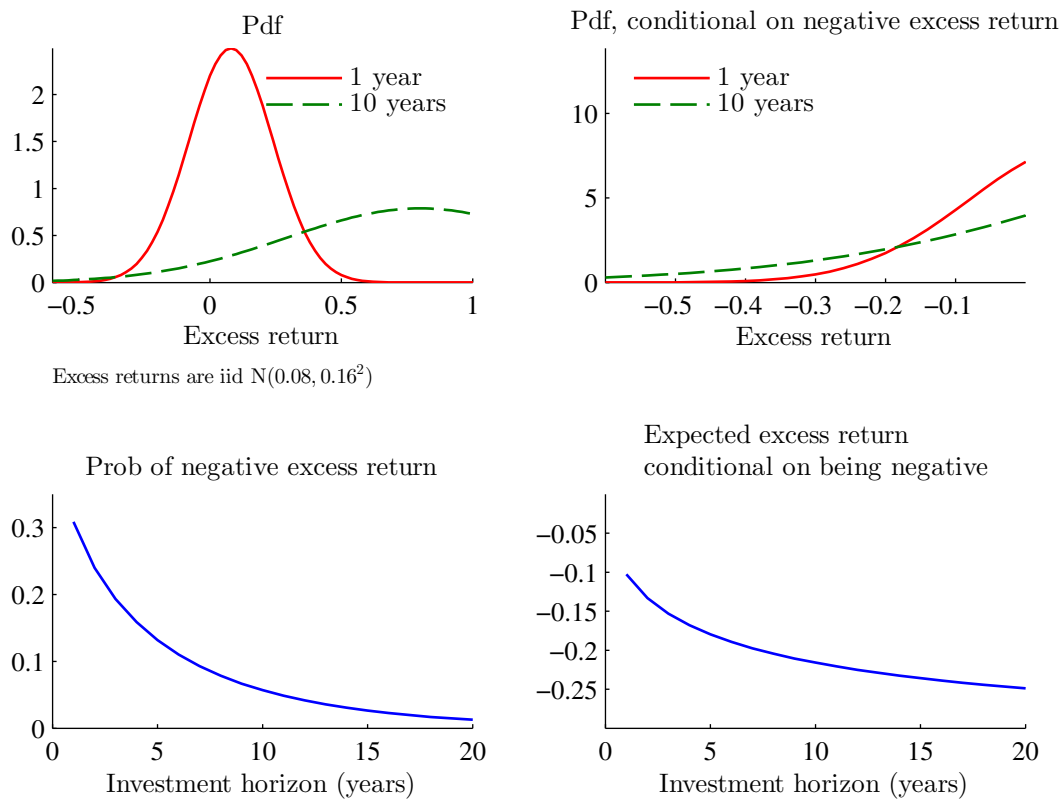 Pdf
2
1.5
1
0.5
0
1 year
10 years
−0.5
0
0.5
1
Excess return
Excess returns are iid N(0.08, 0.16²)
Pdf, conditional on negative excess return
10
5
0
1 year
10 years
−0.5
−0.4
−0.3
−0.2
−0.1
Excess return
Prob of negative excess return
0.3
0.2
0.1
0
0
5
10
15
20
Investment horizon (years)
Expected excess return
conditional on being negative
−0.05
−0.1
−0.15
−0.2
−0.25
0
5
10
15
20
Investment horizon (years)